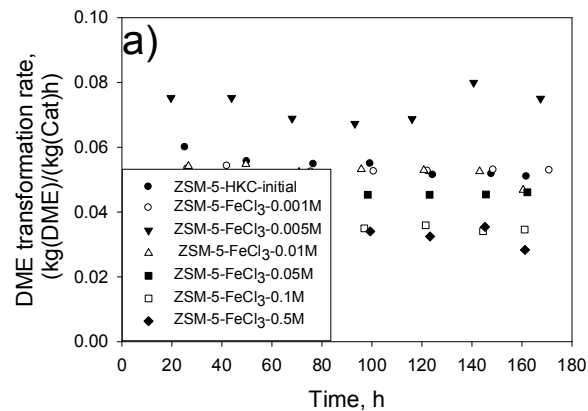 a)
DME transformation rate,
(kg(DME)/(kg(Cat)h)
0.10
0.08
0.06
0.04
0.02
0.00
ZSM-5-HKC-initial
ZSM-5-FeCl3-0.001M
ZSM-5-FeCl3-0.005M
ZSM-5-FeCl3-0.01M
ZSM-5-FeCl3-0.05M
ZSM-5-FeCl3-0.1M
ZSM-5-FeCl3-0.5M
0 20 40 60 80 100 120 140 160 180
Time, h